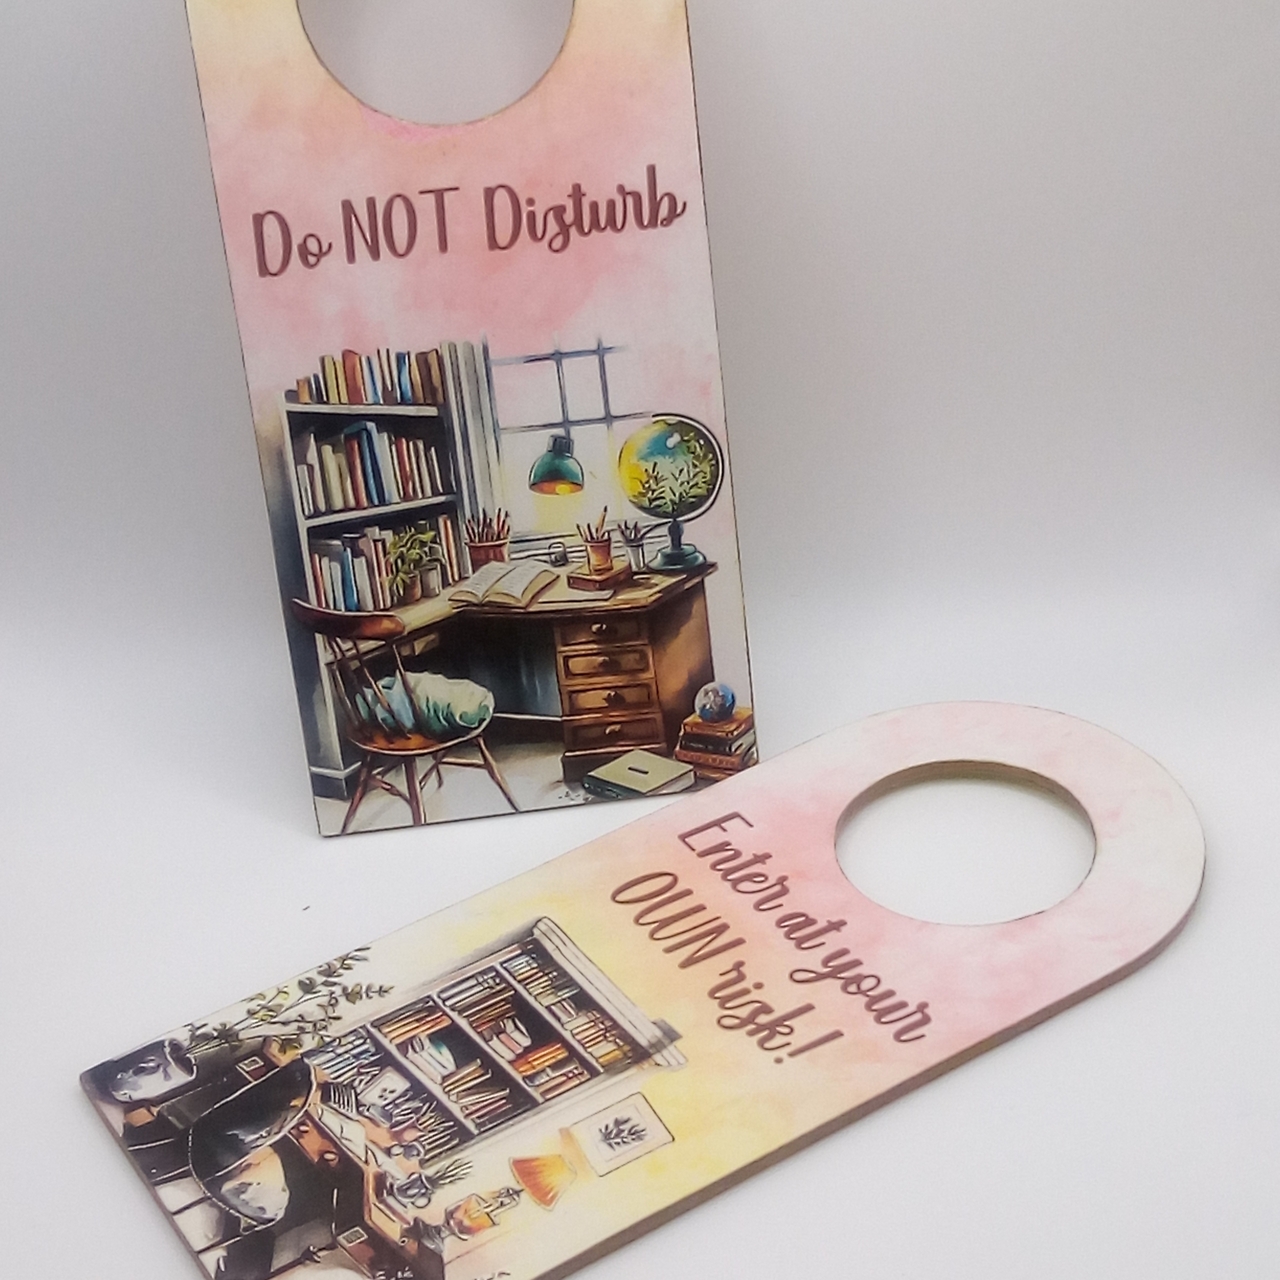 Do NOT Disturb
Enter at your
OWN risk!